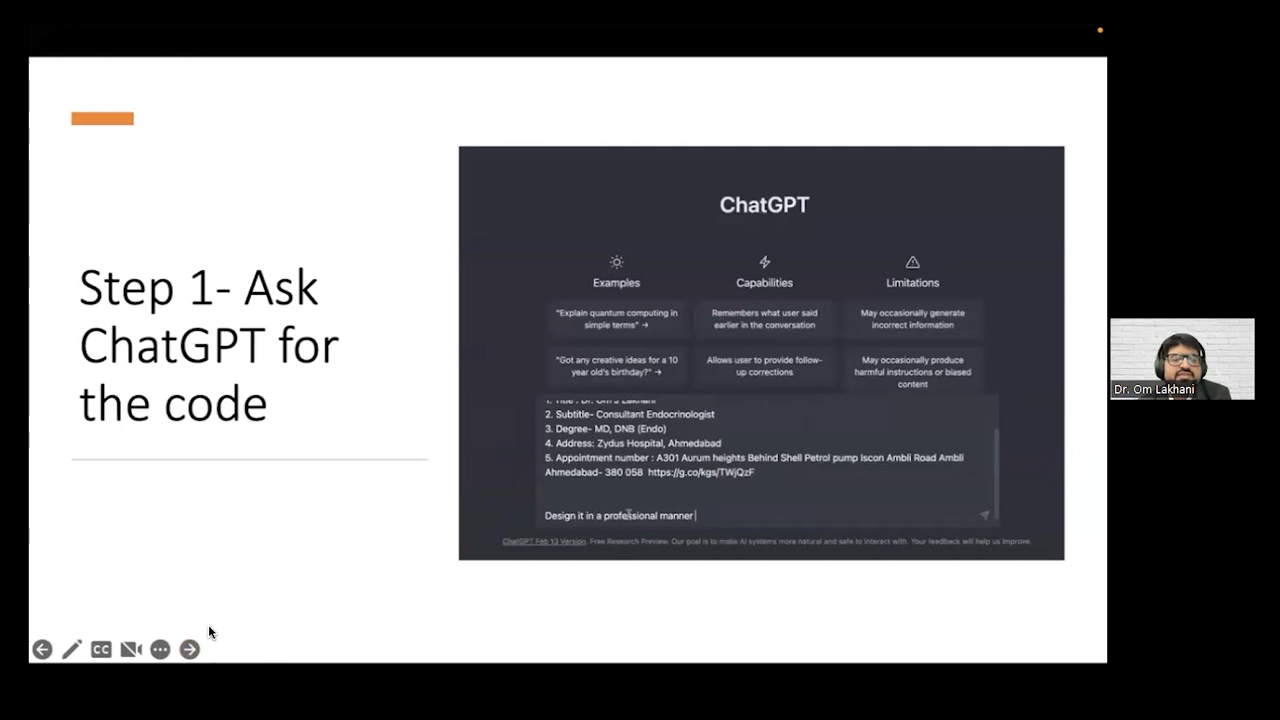 Step 1- Ask
ChatGPT for
the code
ChatGPT
Examples
Capabilities
Limitations
"Explain quantum computing in
simple terms" →
Remembers what user said
earlier in the conversation
May occasionally generate
incorrect information
"Got any creative ideas for a 10
year old's birthday?" →
Allows user to provide follow-
up corrections
May occasionally produce
harmful instructions or biased
content
1. Title : Dr. Om J Lakhani
2. Subtitle- Consultant Endocrinologist
3. Degree- MD, DNB (Endo)
4. Address: Zydus Hospital, Ahmedabad
5. Appointment number : A301 Aurum heights Behind Shell Petrol pump Iscon Ambli Road Ambli
Ahmedabad- 380 058 https://g.co/kgs/TWjQzF
Design it in a professional manner
ChatGPT Feb 13 Version. Free Research Preview. Our goal is to make AI systems more natural and safe to interact with. Your feedback will help us improve.
CC
Dr. Om Lakhani